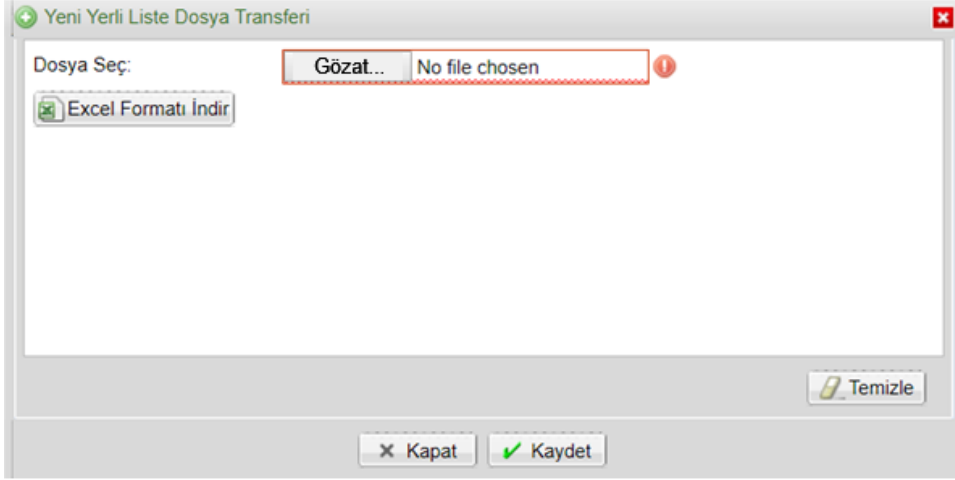 Yeni Yerli Liste Dosya Transferi
Dosya Seç: Gözat... No file chosen
Excel Formatı İndir
Temizle
Kapat Kaydet